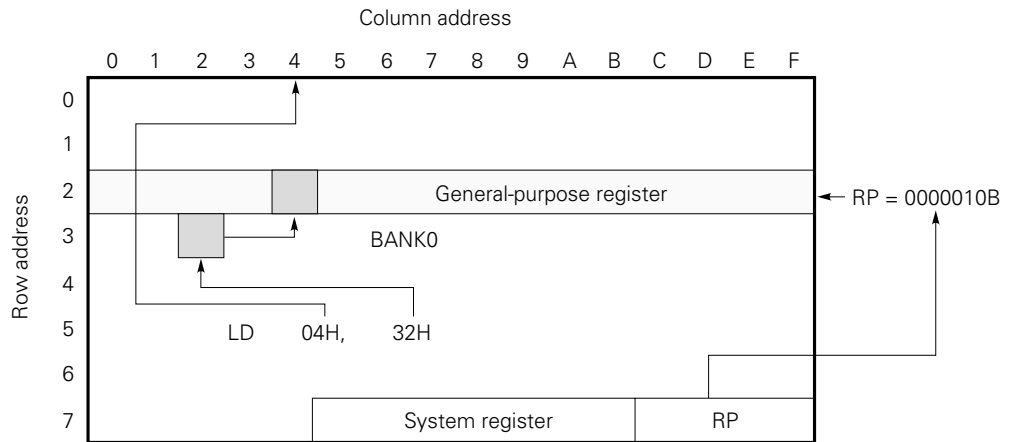 Column address
0 1 2 3 4 5 6 7 8 9 A B C D E F
0
1
Row address
2 General-purpose register RP = 0000010B
3 BANK0
4
5 LD 04H, 32H
6
7 System register RP